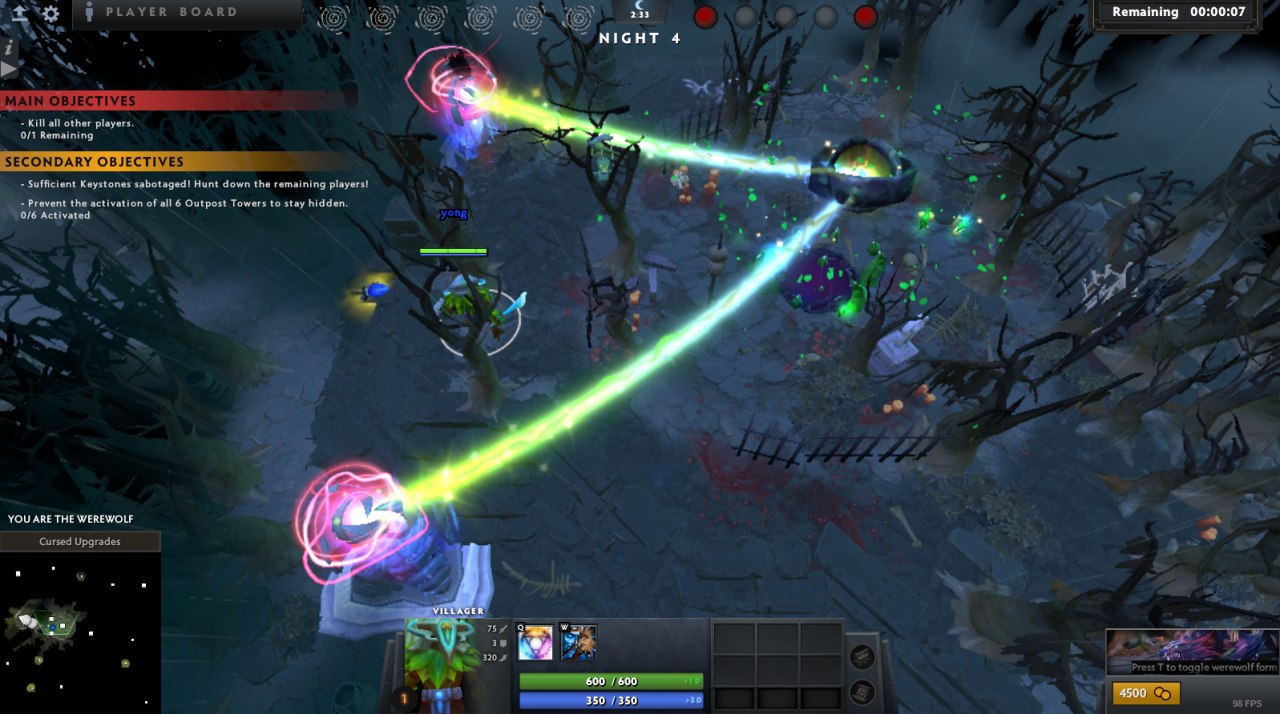 PLAYER BOARD
2:33
NIGHT 4
Remaining 00:00:07
i
MAIN OBJECTIVES
- Kill all other players.
0/1 Remaining
SECONDARY OBJECTIVES
- Sufficient Keystones sabotaged! Hunt down the remaining players!
- Prevent the activation of all 6 Outpost Towers to stay hidden.
0/6 Activated
yong
YOU ARE THE WEREWOLF
Cursed Upgrades
VILLAGER
75
3
320
1
Q
W
600 / 600
+1.0
350 / 350
+3.0
Press T to toggle werewolf form
4500
98 FPS